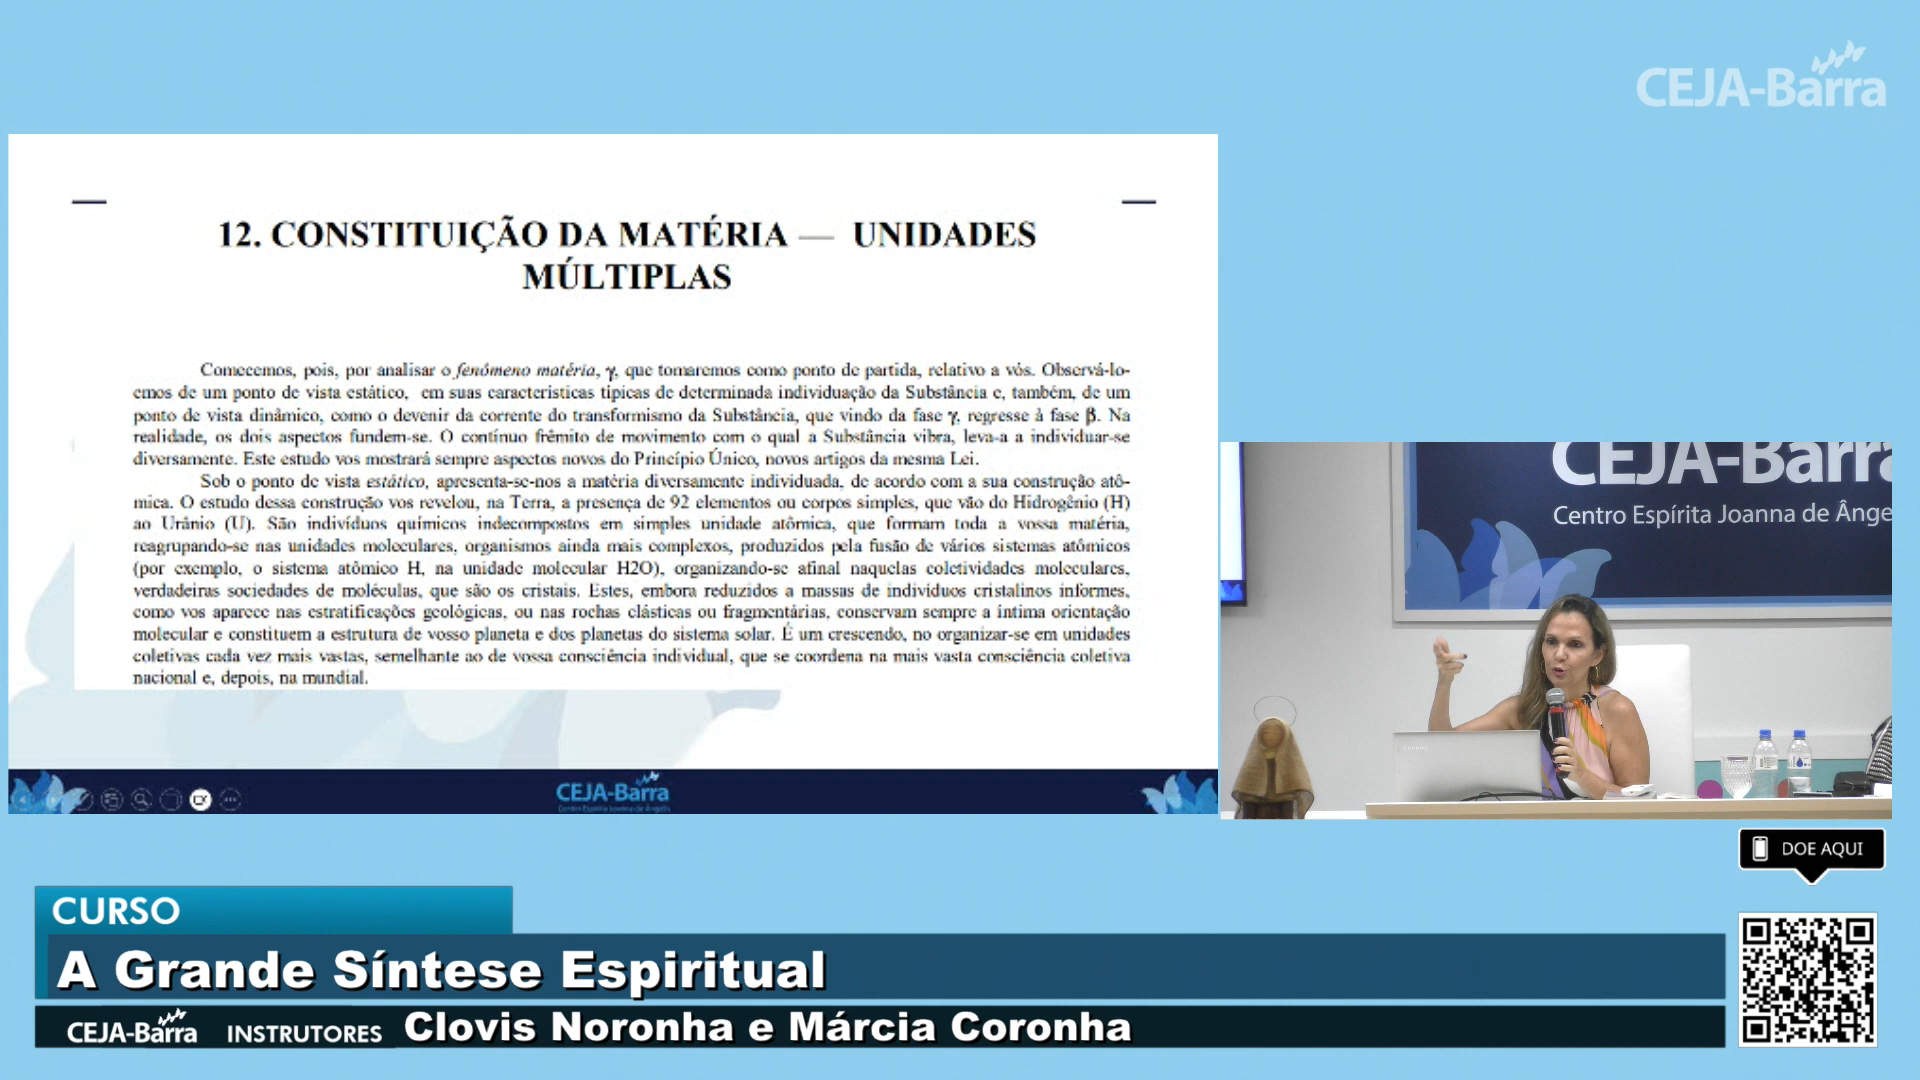 CEJA-Barra
12. CONSTITUIÇÃO DA MATÉRIA — UNIDADES
MÚLTIPLAS
Comecemos, pois, por analisar o fenômeno matéria, γ, que tomaremos como ponto de partida, relativo a vós. Observá-lo-
emos de um ponto de vista estático, em suas características típicas de determinada individuação da Substância e, também, de um
ponto de vista dinâmico, como o devenir da corrente do transformismo da Substância, que vindo da fase γ, regresse à fase β. Na
realidade, os dois aspectos fundem-se. O contínuo frêmito de movimento com o qual a Substância vibra, leva-a a individuar-se
diversamente. Este estudo vos mostrará sempre aspectos novos do Princípio Único, novos artigos da mesma Lei.
Sob o ponto de vista estático, apresenta-se-nos a matéria diversamente individuada, de acordo com a sua construção atô-
mica. O estudo dessa construção vos revelou, na Terra, a presença de 92 elementos ou corpos simples, que vão do Hidrogênio (H)
ao Urânio (U). São indivíduos químicos indecompostos em simples unidade atômica, que formam toda a vossa matéria,
reagrupando-se nas unidades moleculares, organismos ainda mais complexos, produzidos pela fusão de vários sistemas atômicos
(por exemplo, o sistema atômico H, na unidade molecular H2O), organizando-se afinal naquelas coletividades moleculares,
verdadeiras sociedades de moléculas, que são os cristais. Estes, embora reduzidos a massas de indivíduos cristalinos informes,
como vos aparece nas estratificações geológicas, ou nas rochas clásticas ou fragmentárias, conservam sempre a íntima orientação
molecular e constituem a estrutura de vosso planeta e dos planetas do sistema solar. É um crescendo, no organizar-se em unidades
coletivas cada vez mais vastas, semelhante ao de vossa consciência individual, que se coordena na mais vasta consciência coletiva
nacional e, depois, na mundial.
CEJA-Barra
Centro Espírita Joanna de Ângelis
CEJA-Barra
Centro Espírita Joanna de Ânge
DOE AQUI
CURSO
A Grande Síntese Espiritual
CEJA-Barra INSTRUTORES Clovis Noronha e Márcia Coronha